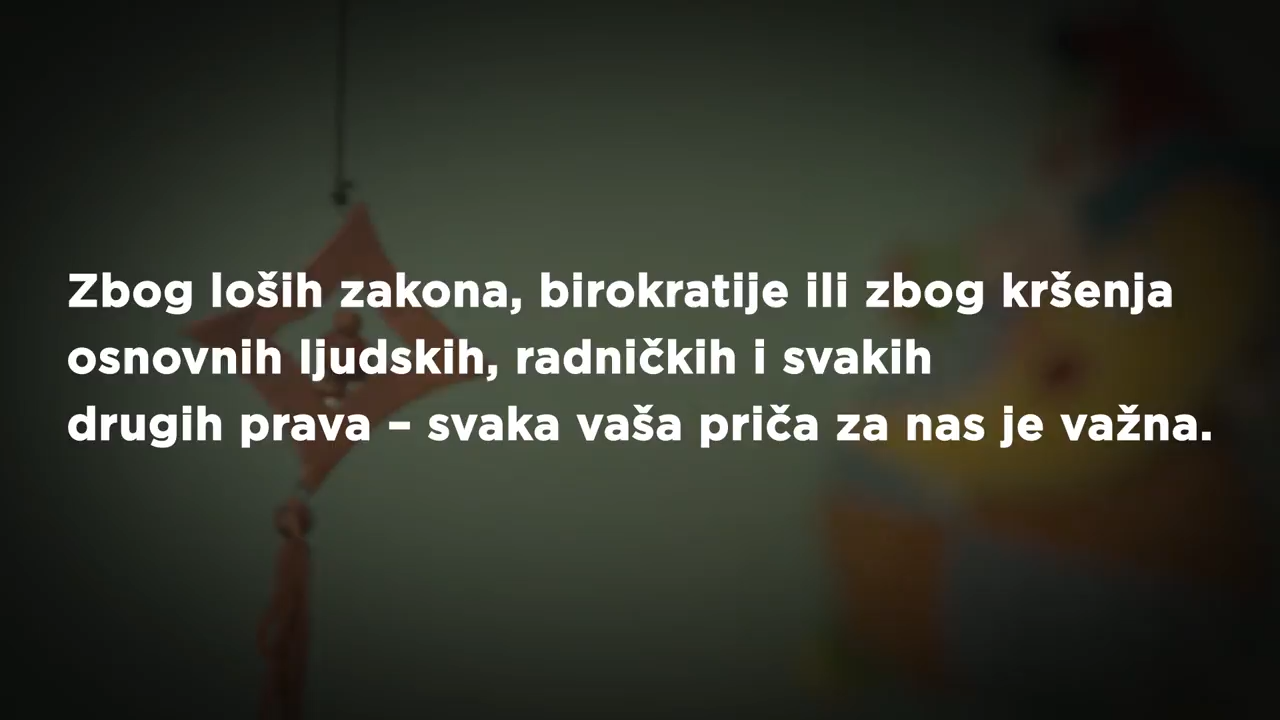 Zbog loših zakona, birokratije ili zbog kršenja
osnovnih ljudskih, radničkih i svakih
drugih prava – svaka vaša priča za nas je važna.